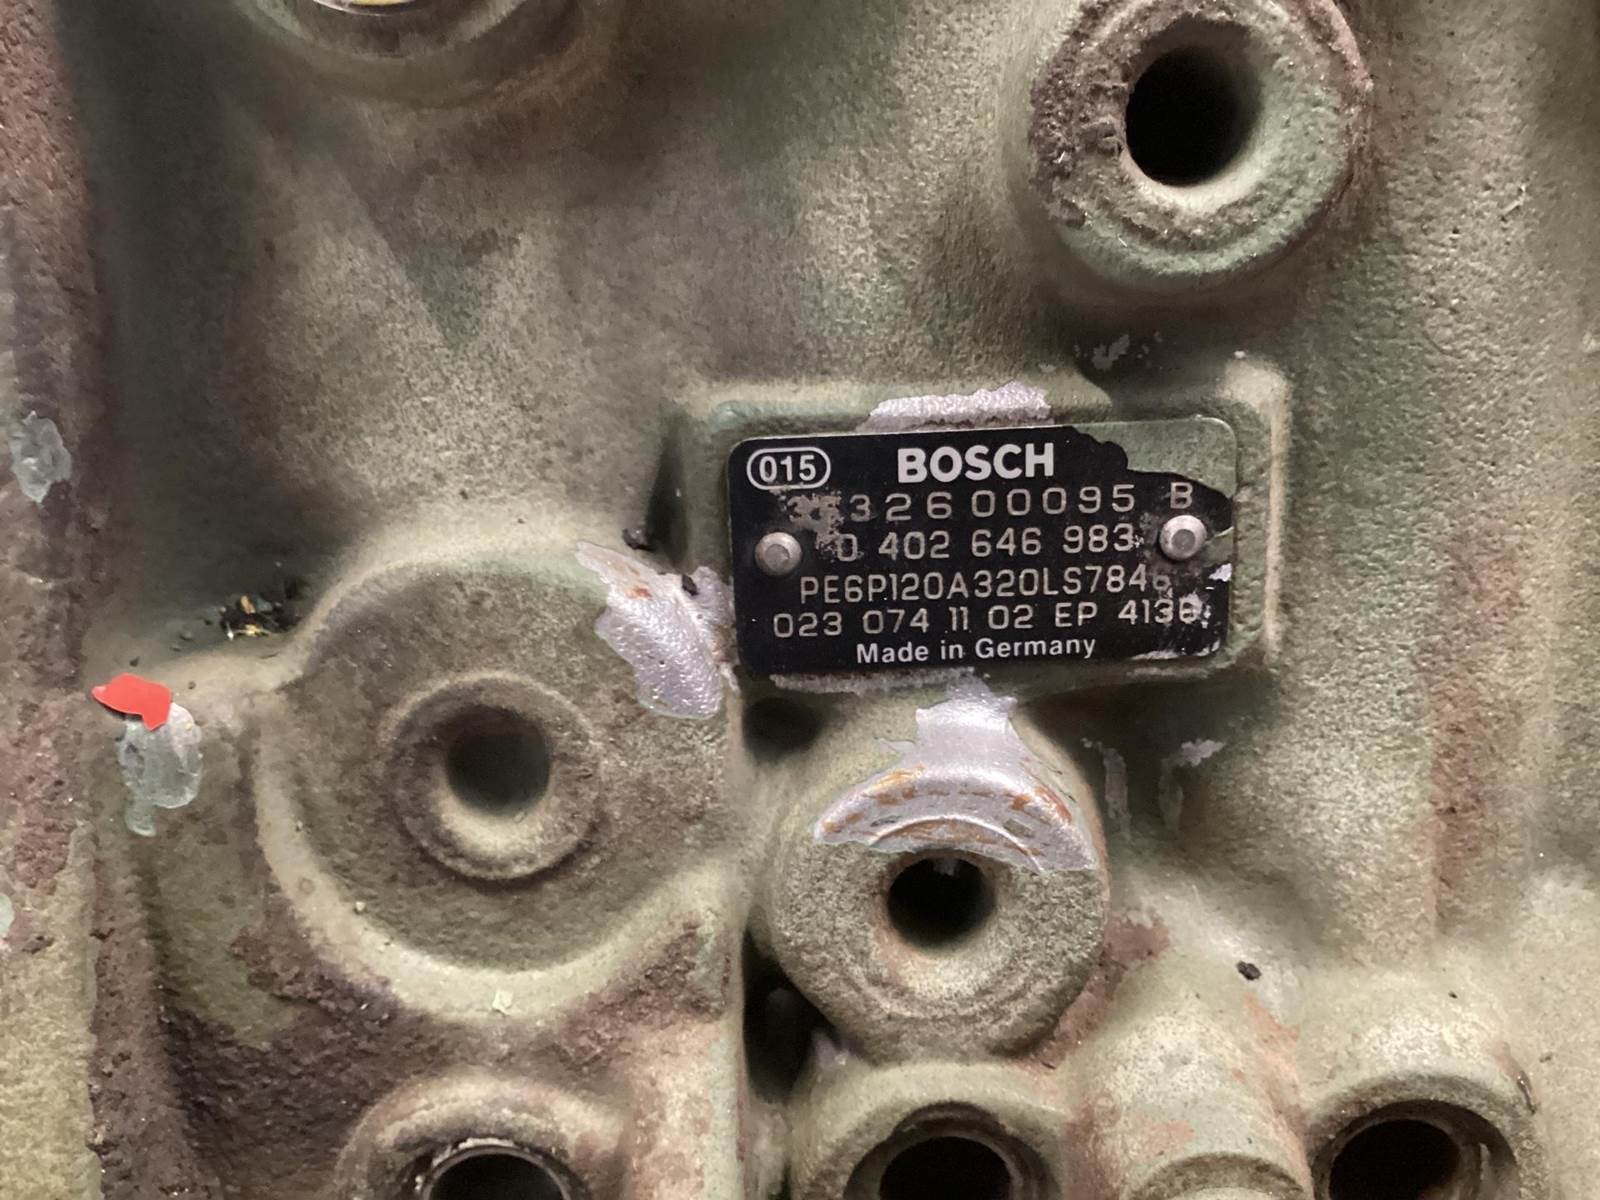 015 BOSCH
32600095 B
0 402 646 983
PE6P120A320LS784
023 074 11 02 EP 413
Made in Germany